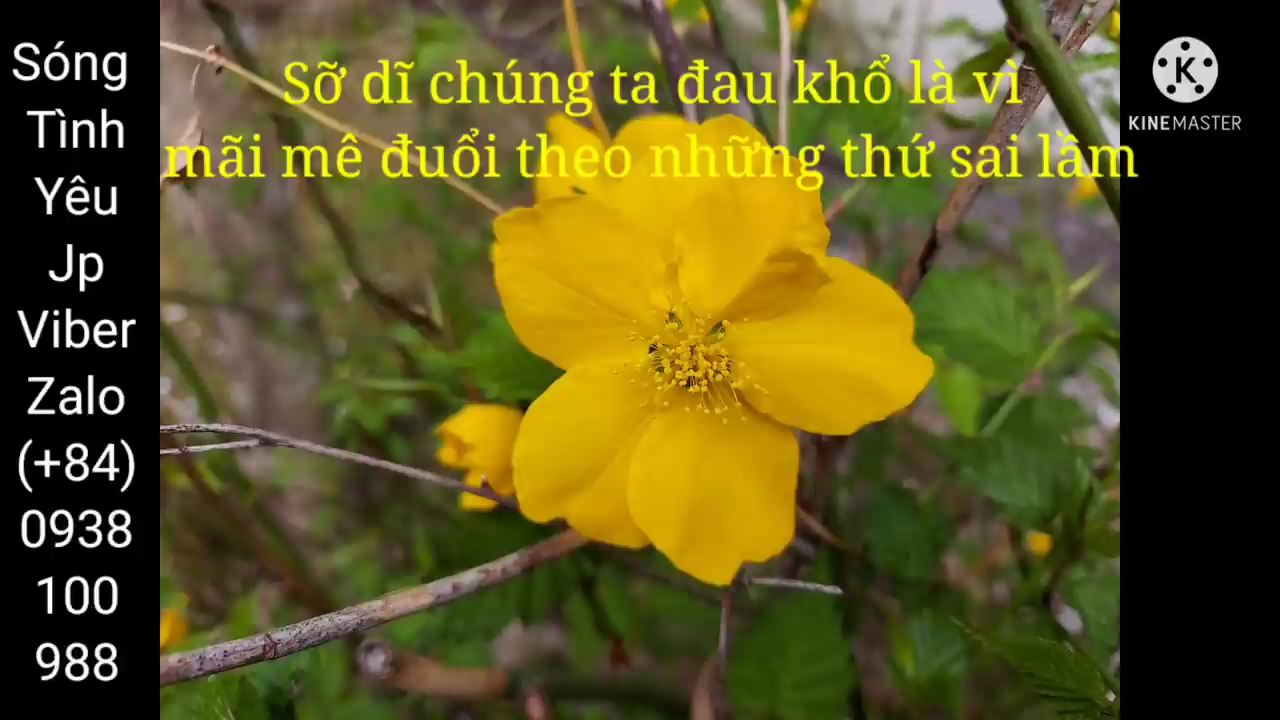 Sóng
Tình
Yêu
Jp
Viber
Zalo
(+84)
0938
100
988
Sỡ dĩ chúng ta đau khổ là vì
mãi mê đuổi theo những thứ sai lầm
K
KINEMASTER